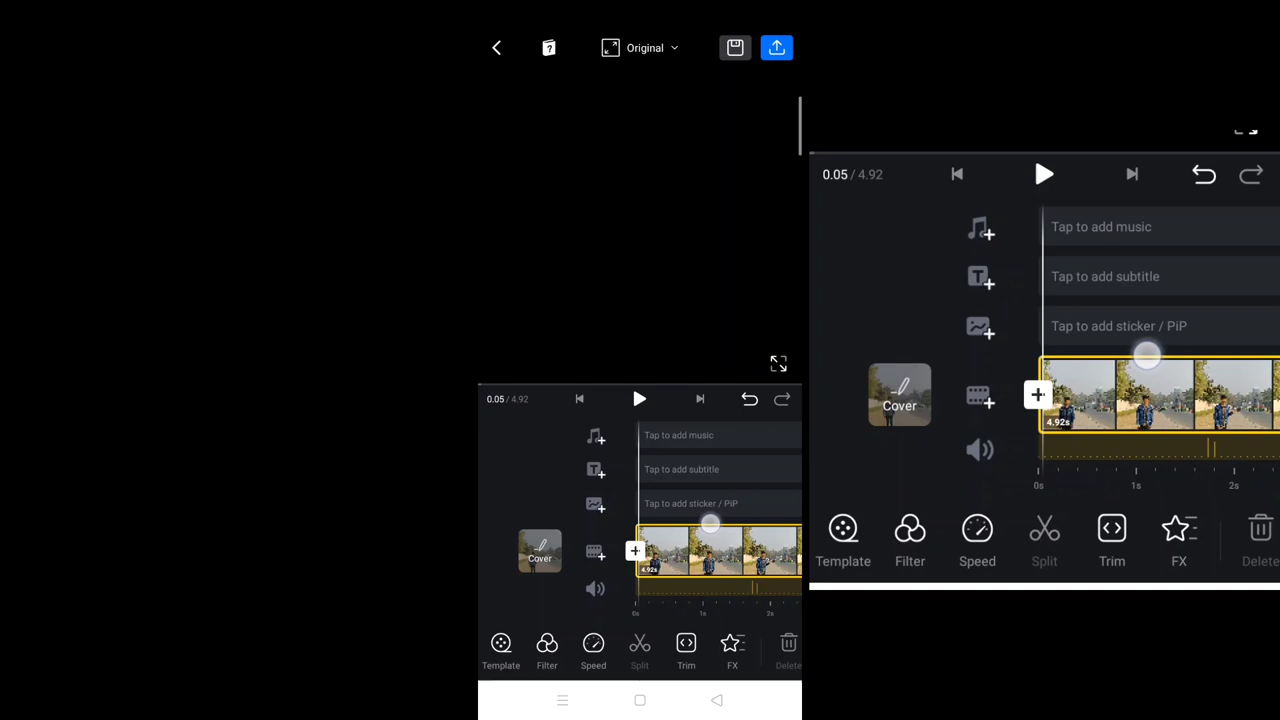 Original
0.05 / 4.92
Tap to add music
Tap to add subtitle
Tap to add sticker / PiP
Cover
4.92s
0s 1s 2s
Template Filter Speed Split Trim FX Delete
0.05 / 4.92
Tap to add music
Tap to add subtitle
Tap to add sticker / PiP
Cover
4.92s
0s 1s 2s
Template Filter Speed Split Trim FX Delete